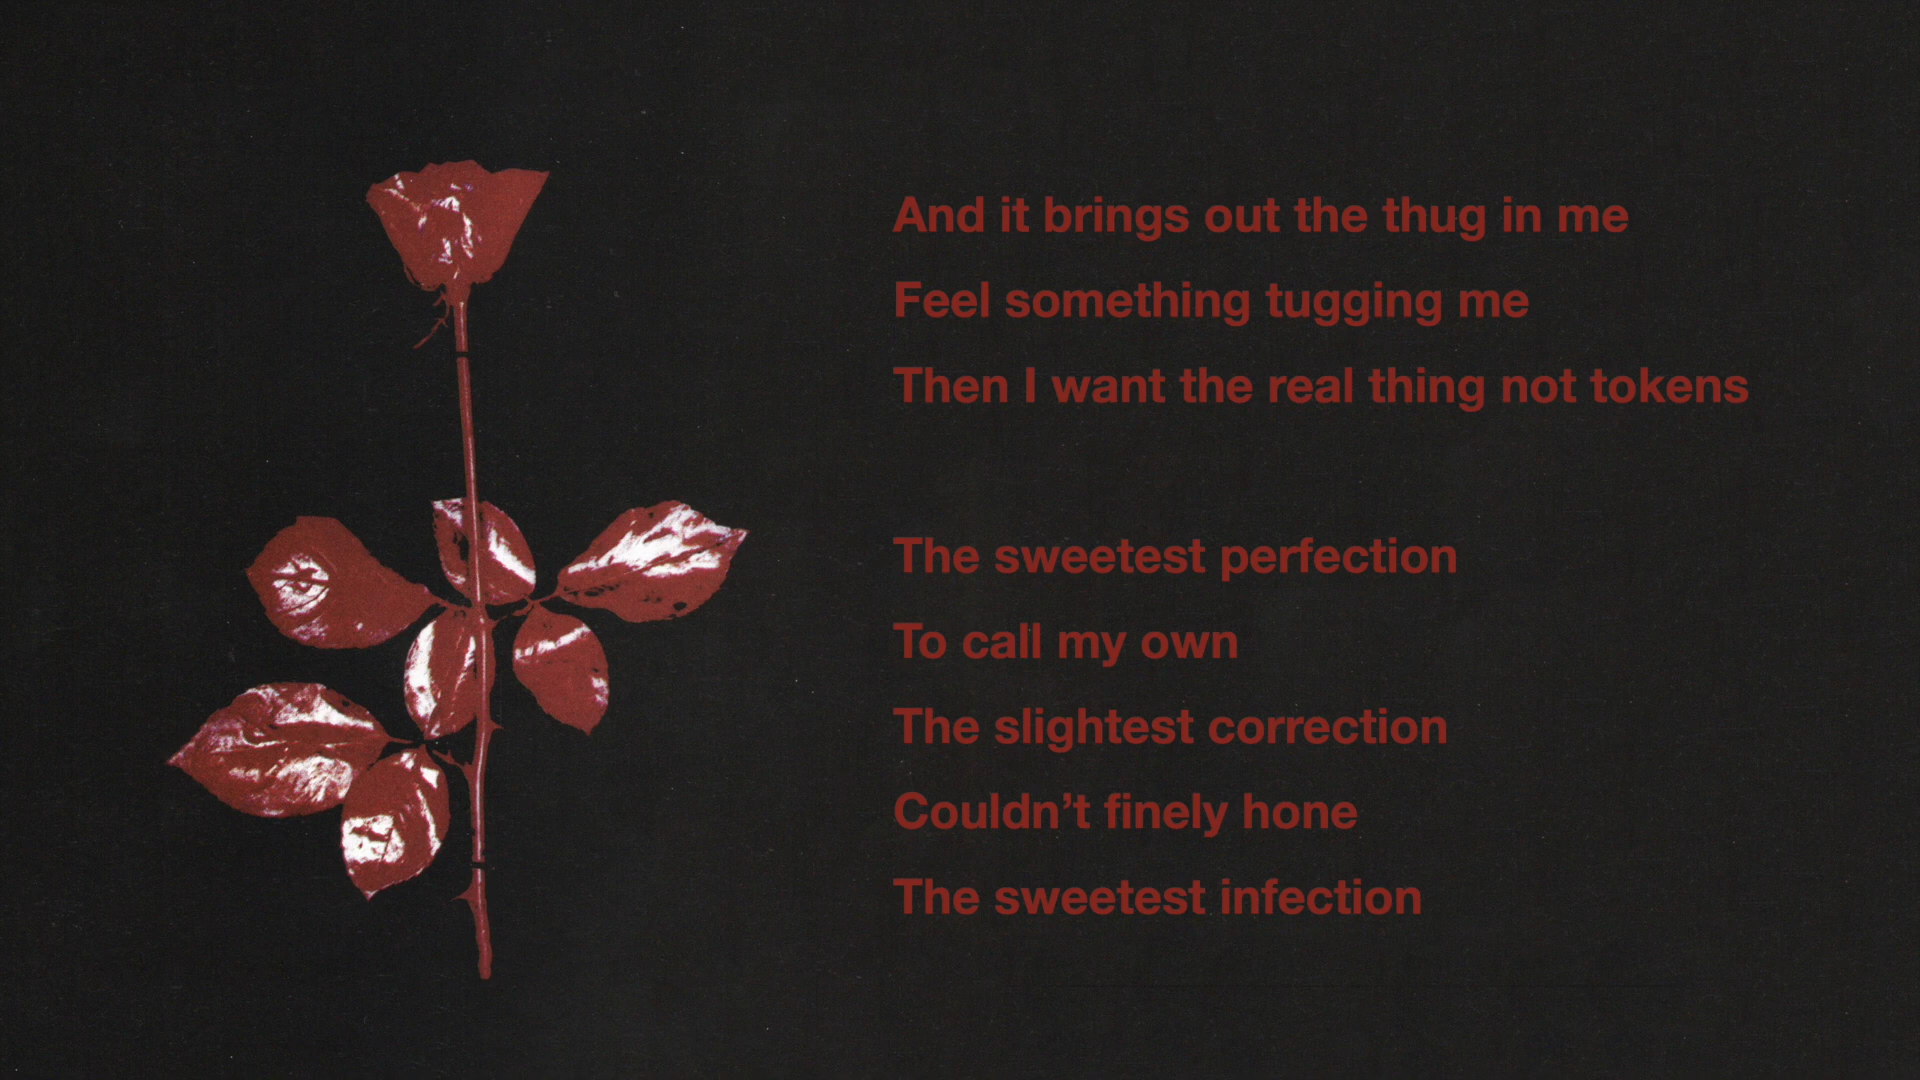 And it brings out the thug in me
Feel something tugging me
Then I want the real thing not tokens
The sweetest perfection
To call my own
The slightest correction
Couldn’t finely hone
The sweetest infection